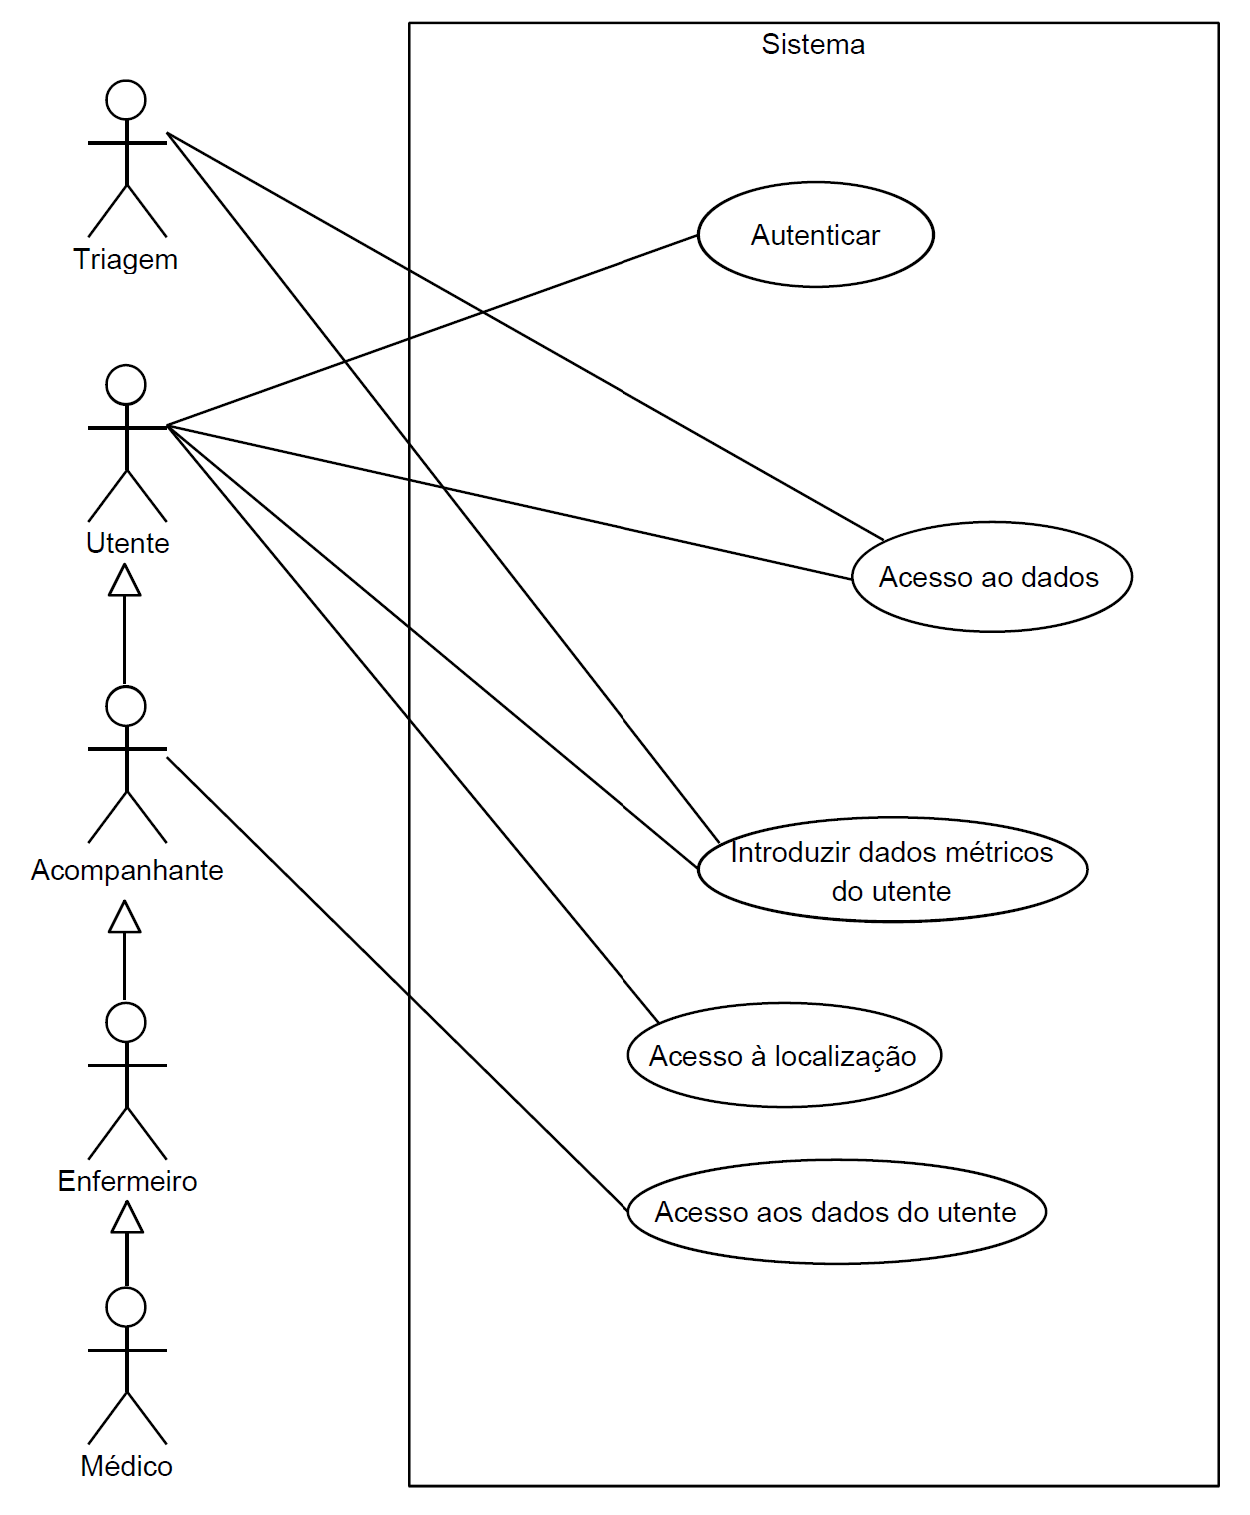 Sistema
Triagem
Autenticar
Utente
Acesso ao dados
Acompanhante
Introduzir dados métricos
do utente
Acesso à localização
Enfermeiro
Acesso aos dados do utente
Médico